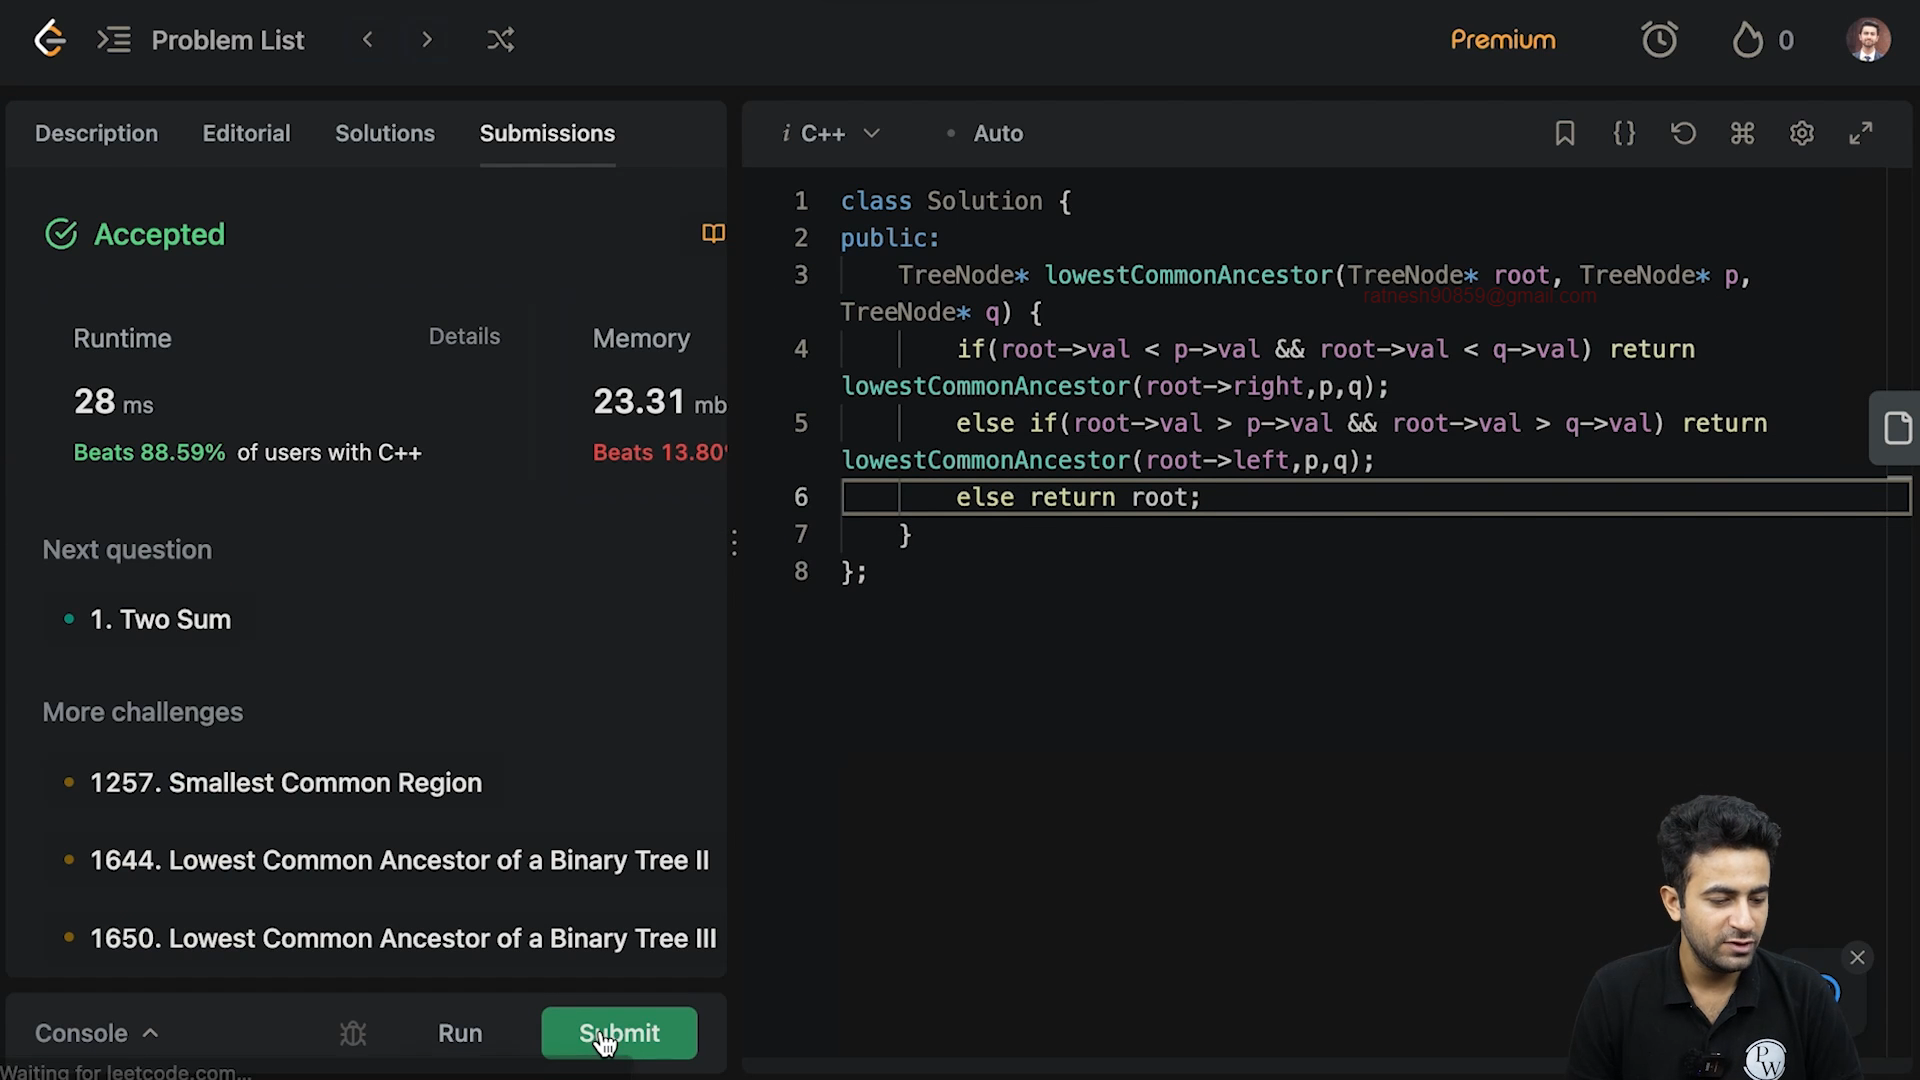 Problem List
Premium
0
Description Editorial Solutions Submissions
Accepted
Runtime
Details
Memory
28 ms
23.31 mb
Beats 88.59% of users with C++
Beats 13.80
Next question
1. Two Sum
More challenges
1257. Smallest Common Region
1644. Lowest Common Ancestor of a Binary Tree II
1650. Lowest Common Ancestor of a Binary Tree III
Console
Run
Submit
Waiting for leetcode.com...
i C++
Auto
1 class Solution {
2 public:
3 TreeNode* lowestCommonAncestor(TreeNode* root, TreeNode* p,
ratnesh90859@gmail.com
TreeNode* q) {
4 if(root->val < p->val && root->val < q->val) return
lowestCommonAncestor(root->right,p,q);
5 else if(root->val > p->val && root->val > q->val) return
lowestCommonAncestor(root->left,p,q);
6 else return root;
7 }
8 };
PW